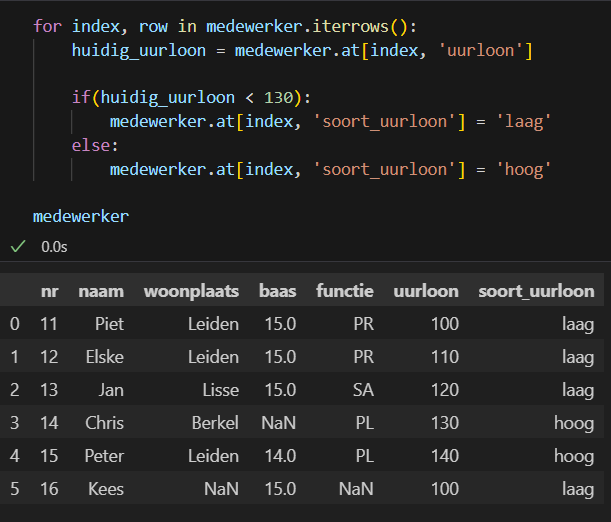 for index, row in medewerker.iterrows():
    huidig_uurloon = medewerker.at[index, 'uurloon']
    if(huidig_uurloon < 130):
        medewerker.at[index, 'soort_uurloon'] = 'laag'
    else:
        medewerker.at[index, 'soort_uurloon'] = 'hoog'
medewerker
✓ 0.0s
nr naam woonplaats baas functie uurloon soort_uurloon
0 11 Piet Leiden 15.0 PR 100 laag
1 12 Elske Leiden 15.0 PR 110 laag
2 13 Jan Lisse 15.0 SA 120 laag
3 14 Chris Berkel NaN PL 130 hoog
4 15 Peter Leiden 14.0 PL 140 hoog
5 16 Kees NaN 15.0 NaN 100 laag